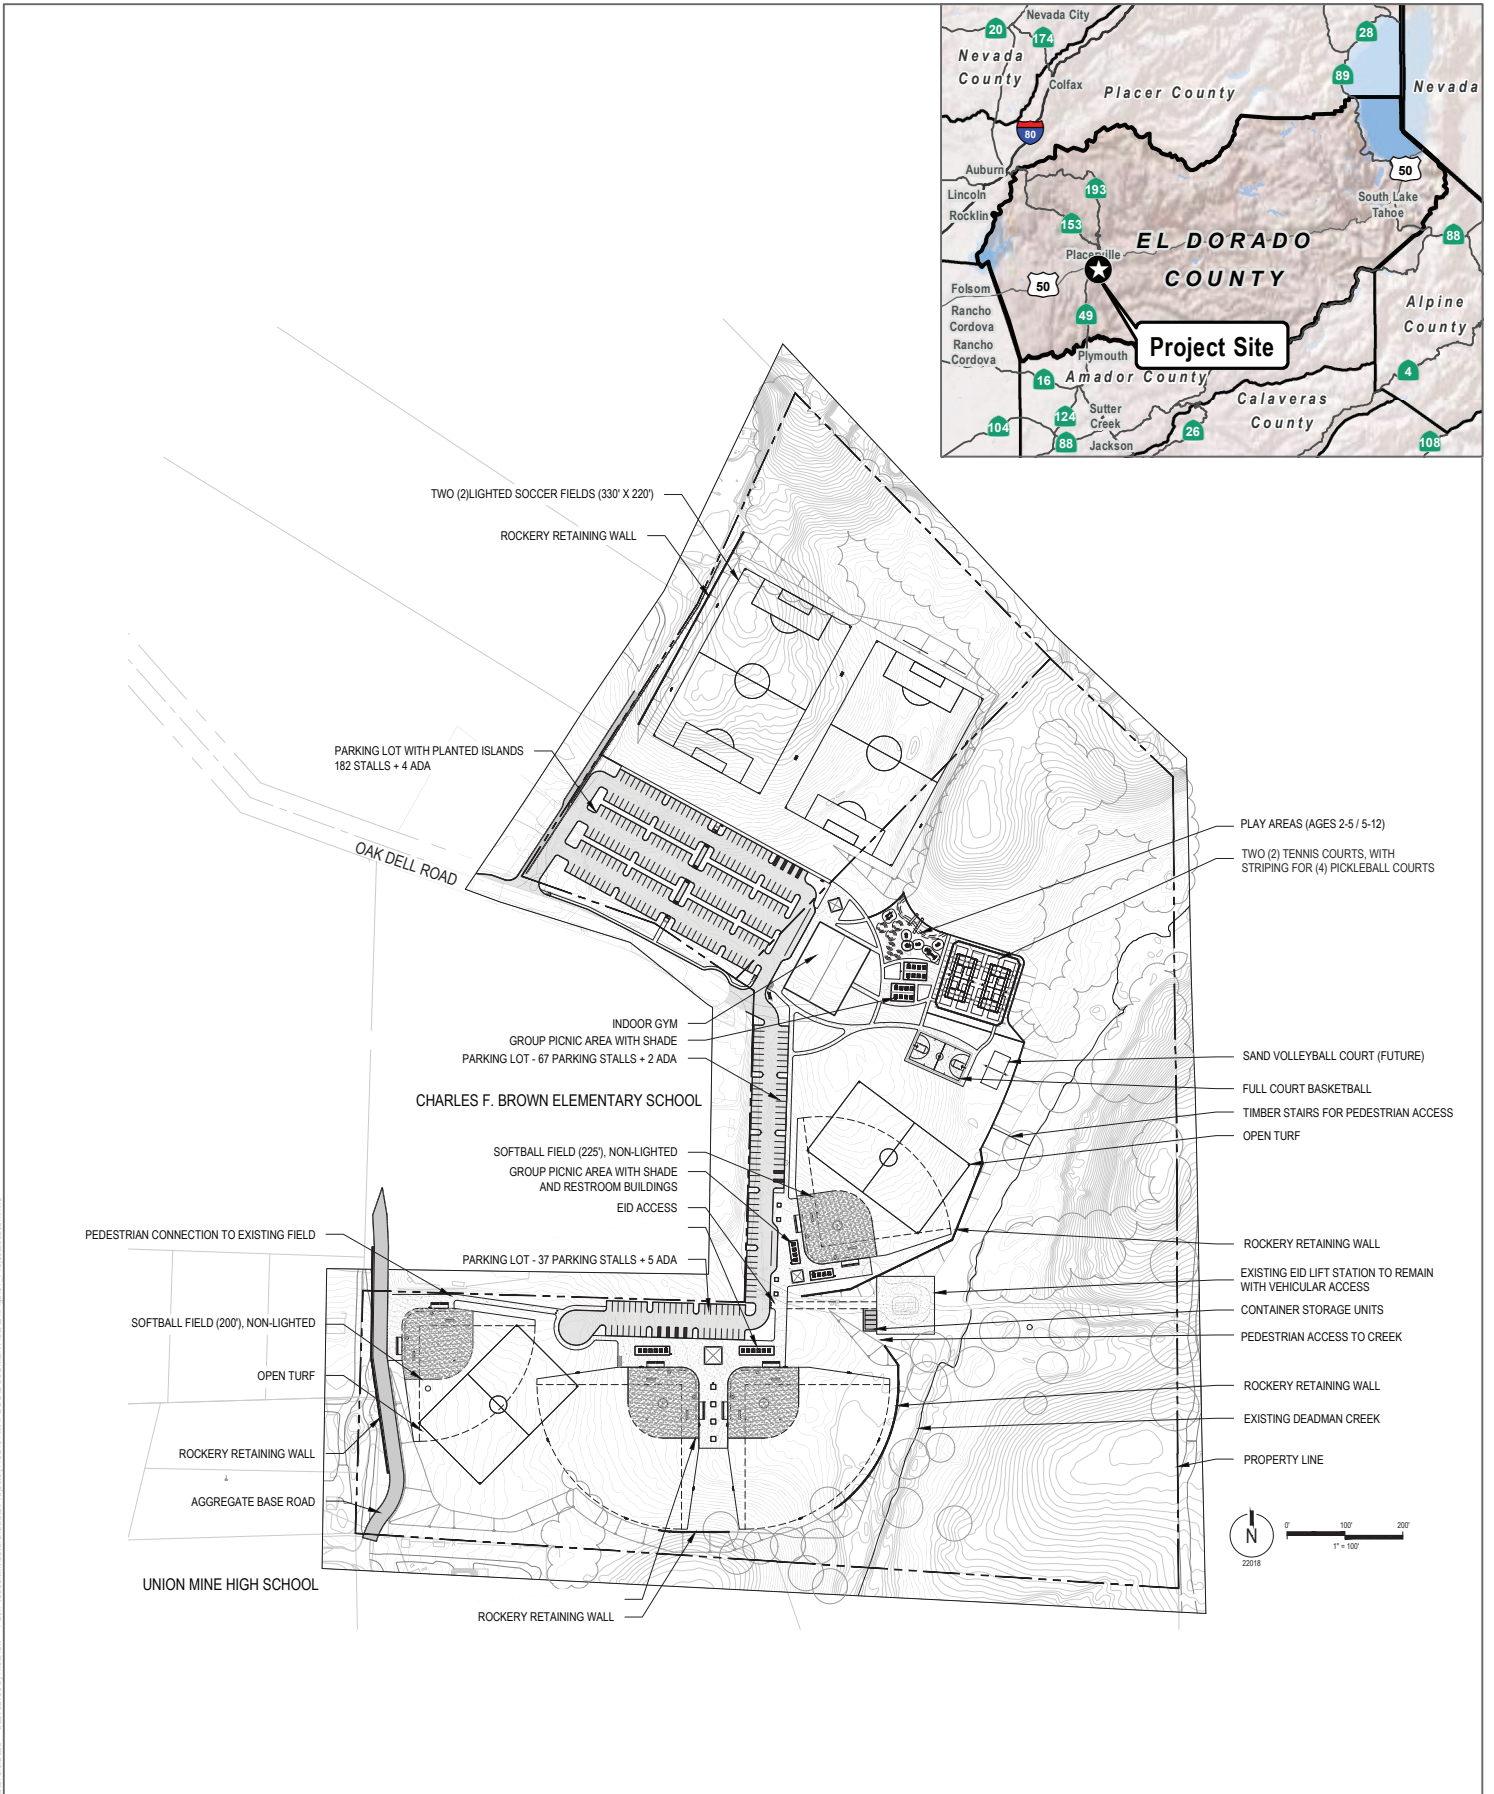 Nevada City
20
174
28
Nevada
County
89
Colfax
Placer County
Nevada
80
Auburn
50
193
Lincoln
South Lake
Tahoe
Rocklin
153
EL DORADO
COUNTY
88
Placerville
50
Folsom
Alpine
County
Rancho
Cordova
49
Project Site
Rancho
Cordova
Plymouth
16
Amador County
4
Calaveras
County
124
Sutter
Creek
104
26
88
Jackson
108
TWO (2)LIGHTED SOCCER FIELDS (330' X 220')
ROCKERY RETAINING WALL
PARKING LOT WITH PLANTED ISLANDS
182 STALLS + 4 ADA
OAK DELL ROAD
PLAY AREAS (AGES 2-5 / 5-12)
TWO (2) TENNIS COURTS, WITH
STRIPING FOR (4) PICKLEBALL COURTS
INDOOR GYM
GROUP PICNIC AREA WITH SHADE
PARKING LOT - 67 PARKING STALLS + 2 ADA
SAND VOLLEYBALL COURT (FUTURE)
FULL COURT BASKETBALL
CHARLES F. BROWN ELEMENTARY SCHOOL
TIMBER STAIRS FOR PEDESTRIAN ACCESS
OPEN TURF
SOFTBALL FIELD (225'), NON-LIGHTED
GROUP PICNIC AREA WITH SHADE
AND RESTROOM BUILDINGS
EID ACCESS
PEDESTRIAN CONNECTION TO EXISTING FIELD
PARKING LOT - 37 PARKING STALLS + 5 ADA
ROCKERY RETAINING WALL
EXISTING EID LIFT STATION TO REMAIN
WITH VEHICULAR ACCESS
CONTAINER STORAGE UNITS
SOFTBALL FIELD (200'), NON-LIGHTED
PEDESTRIAN ACCESS TO CREEK
OPEN TURF
ROCKERY RETAINING WALL
EXISTING DEADMAN CREEK
ROCKERY RETAINING WALL
PROPERTY LINE
AGGREGATE BASE ROAD
N
22018
0' 100' 200'
1" = 100'
UNION MINE HIGH SCHOOL
ROCKERY RETAINING WALL